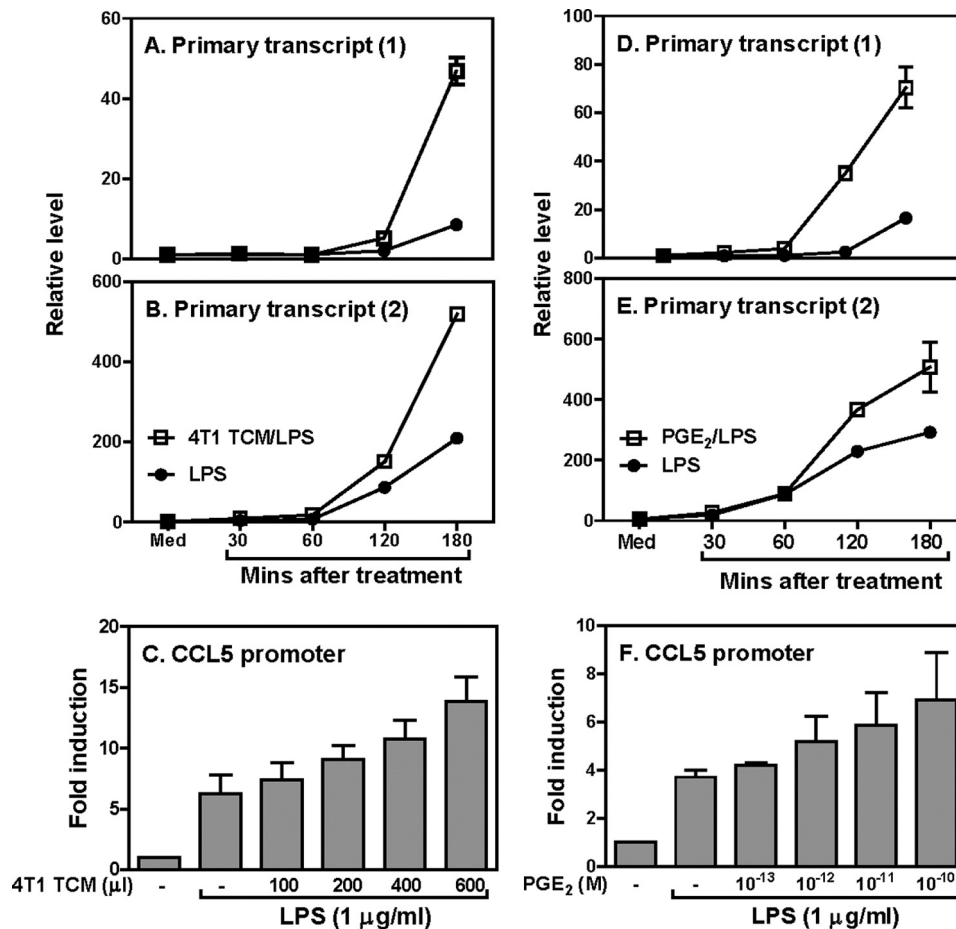 60
A. Primary transcript (1)
40
20
0
Relative level
600
B. Primary transcript (2)
400
4T1 TCM/LPS
200
LPS
0
Med 30 60 120 180
Mins after treatment
20
C. CCL5 promoter
15
10
5
0
Fold induction
4T1 TCM (μl) - - 100 200 400 600
LPS (1 μg/ml)
100
D. Primary transcript (1)
80
60
40
20
0
Relative level
800
E. Primary transcript (2)
600
400
PGE₂/LPS
200
LPS
0
Med 30 60 120 180
Mins after treatment
10
F. CCL5 promoter
8
6
4
2
0
Fold induction
PGE₂ (M) - - 10⁻¹³ 10⁻¹² 10⁻¹¹ 10⁻¹⁰
LPS (1 μg/ml)